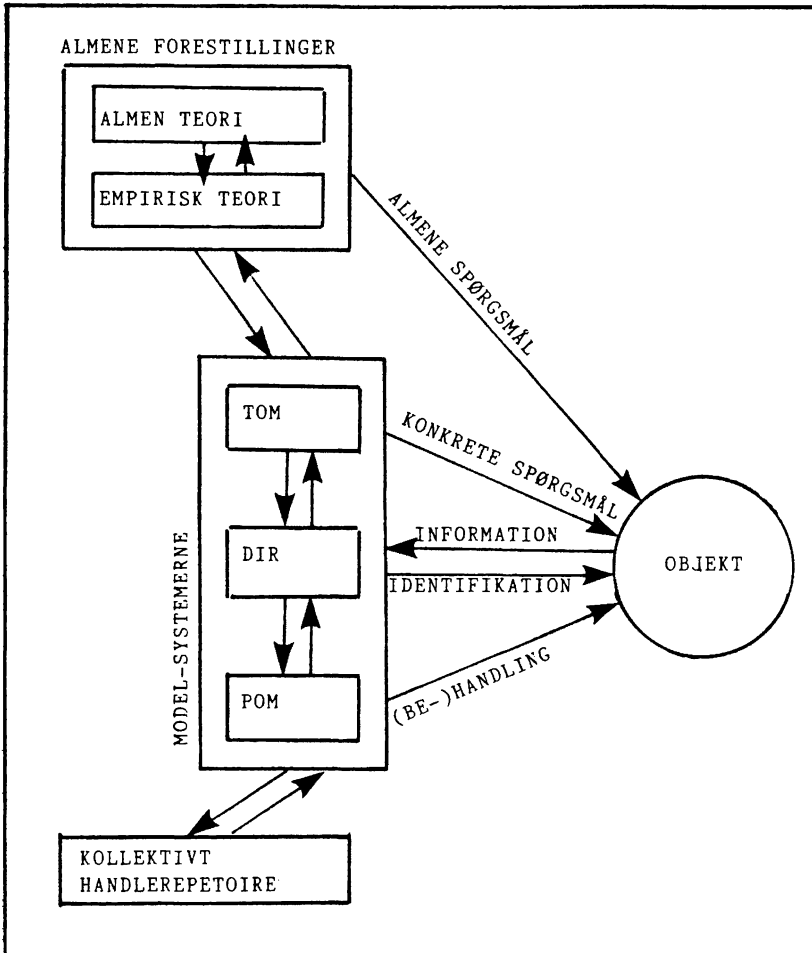 ALMENE FORESTILLINGER
ALMEN TEORI
EMPIRISK TEORI
ALMENE SPØRGSMÅL
MODEL-SYSTEMERNE
TOM
KONKRETE SPØRGSMÅL
DIR
INFORMATION
IDENTIFIKATION
OBJEKT
POM
(BE-)HANDLING
KOLLEKTIVT
HANDLEREPETOIRE